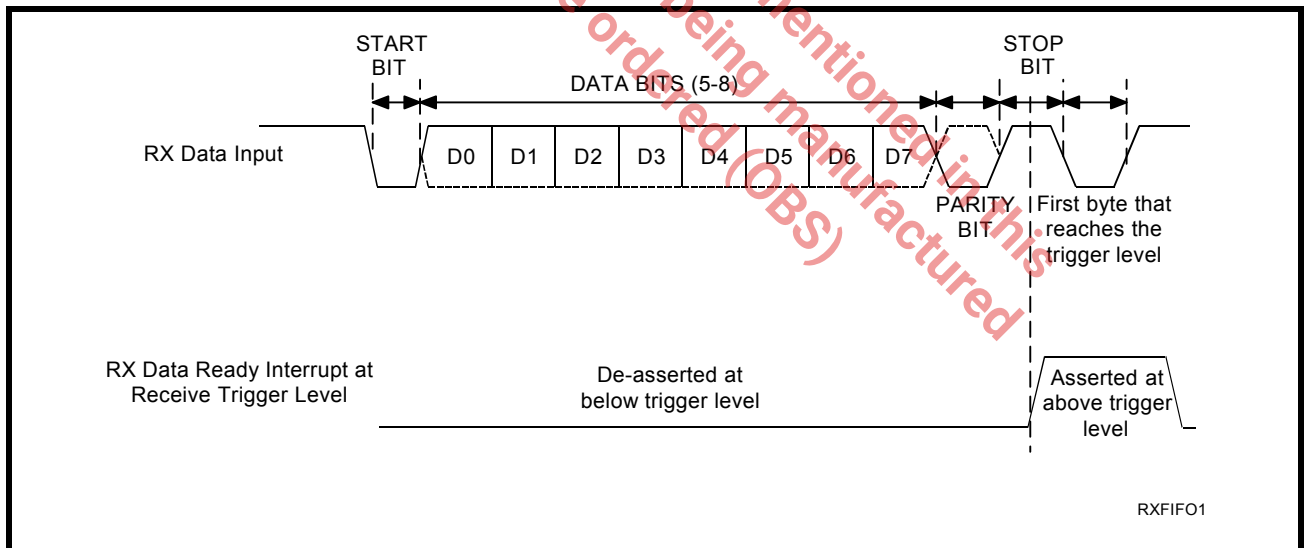 mentioned in this
being manufactured
ordered (OBS)
START
BIT
STOP
BIT
DATA BITS (5-8)
RX Data Input
D0 D1 D2 D3 D4 D5 D6 D7
PARITY
BIT
First byte that
reaches the
trigger level
RX Data Ready Interrupt at
Receive Trigger Level
De-asserted at
below trigger level
Asserted at
above trigger
level
RXFIFO1